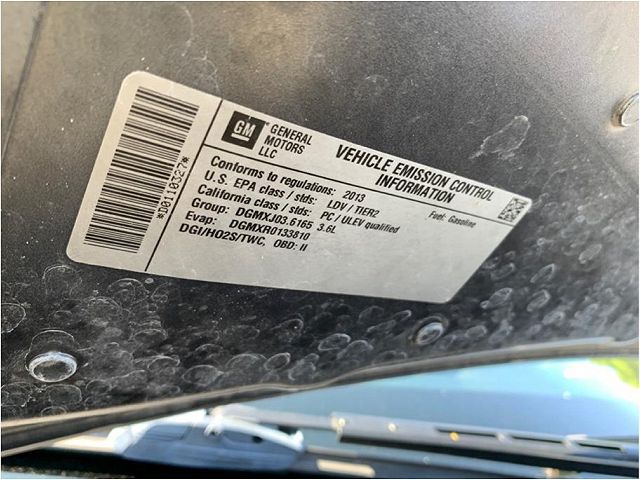 *D0110327*
GM
GENERAL
MOTORS
LLC
VEHICLE EMISSION CONTROL
INFORMATION
Conforms to regulations: 2013
Fuel: Gasoline
U.S. EPA class / stds: LDV / TIER2
California class / stds: PC / ULEV qualified
Group: DGMXJ03.6165 3.6L
Evap: DGMXR0133810
DGI/HO2S/TWC, OBD: II